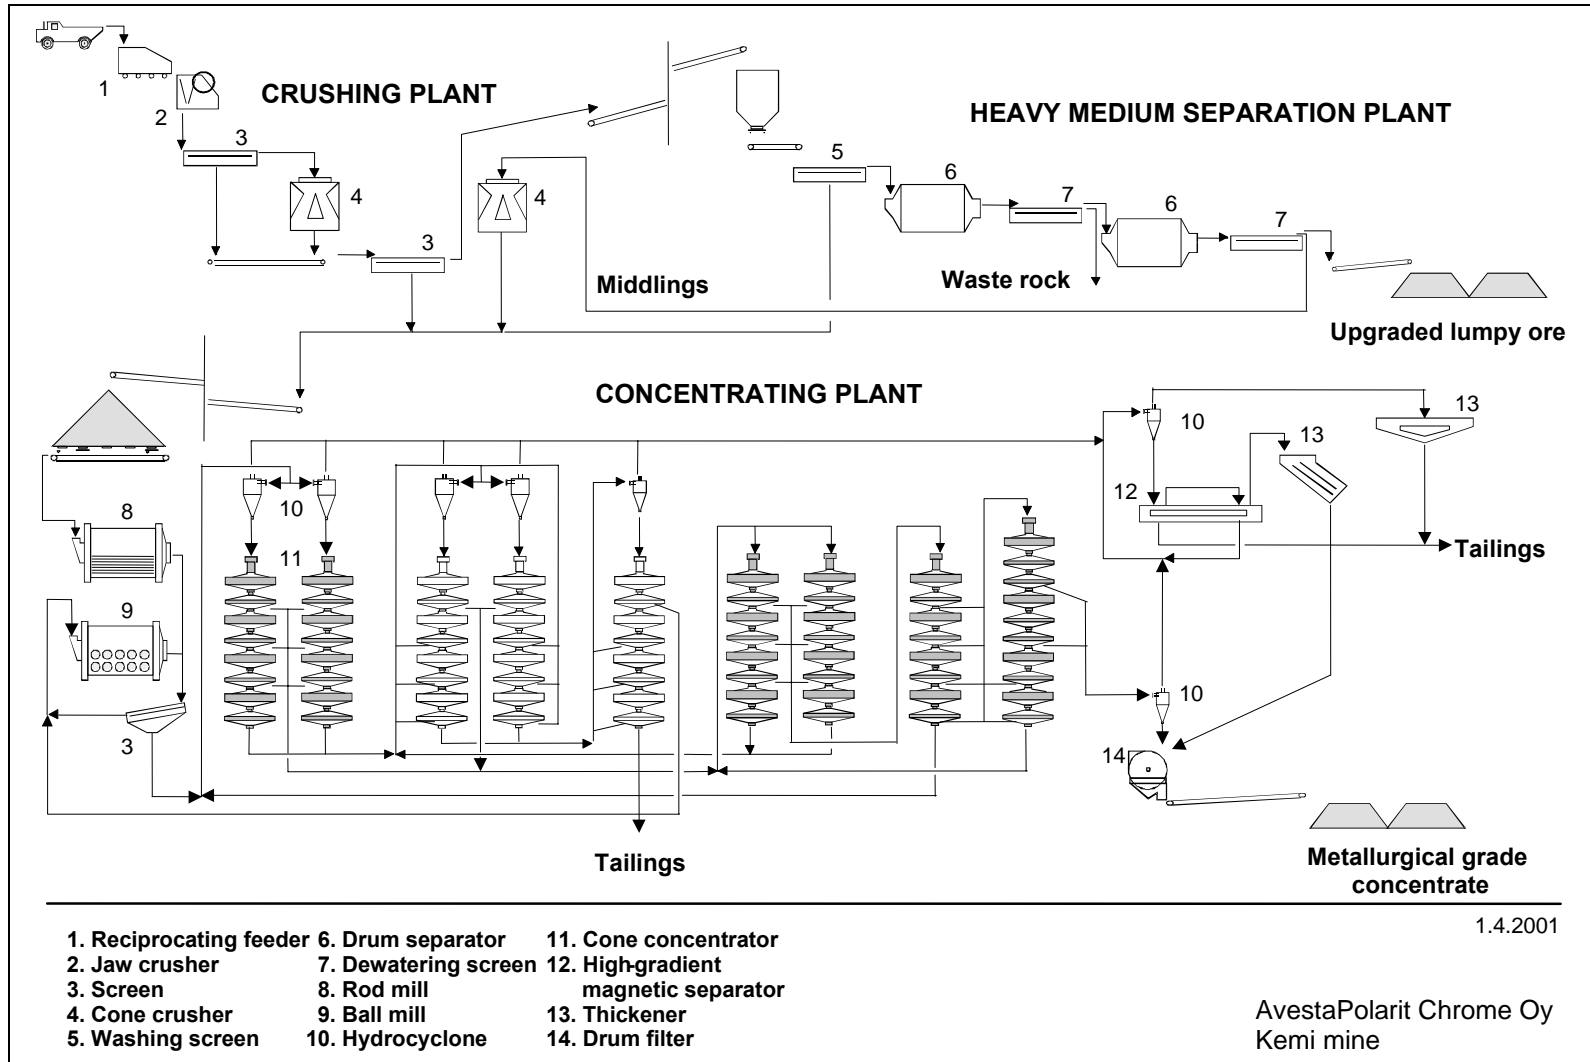 1
2
CRUSHING PLANT
3
4
3
4
HEAVY MEDIUM SEPARATION PLANT
5
6
7
6
7
Middlings
Waste rock
Upgraded lumpy ore
CONCENTRATING PLANT
8
9
3
10
11
10
13
13
12
Tailings
10
14
Tailings
Metallurgical grade
concentrate
1.4.2001
1. Reciprocating feeder
2. Jaw crusher
3. Screen
4. Cone crusher
5. Washing screen
6. Drum separator
7. Dewatering screen
8. Rod mill
9. Ball mill
10. Hydrocyclone
11. Cone concentrator
12. High-gradient
magnetic separator
13. Thickener
14. Drum filter
AvestaPolarit Chrome Oy
Kemi mine